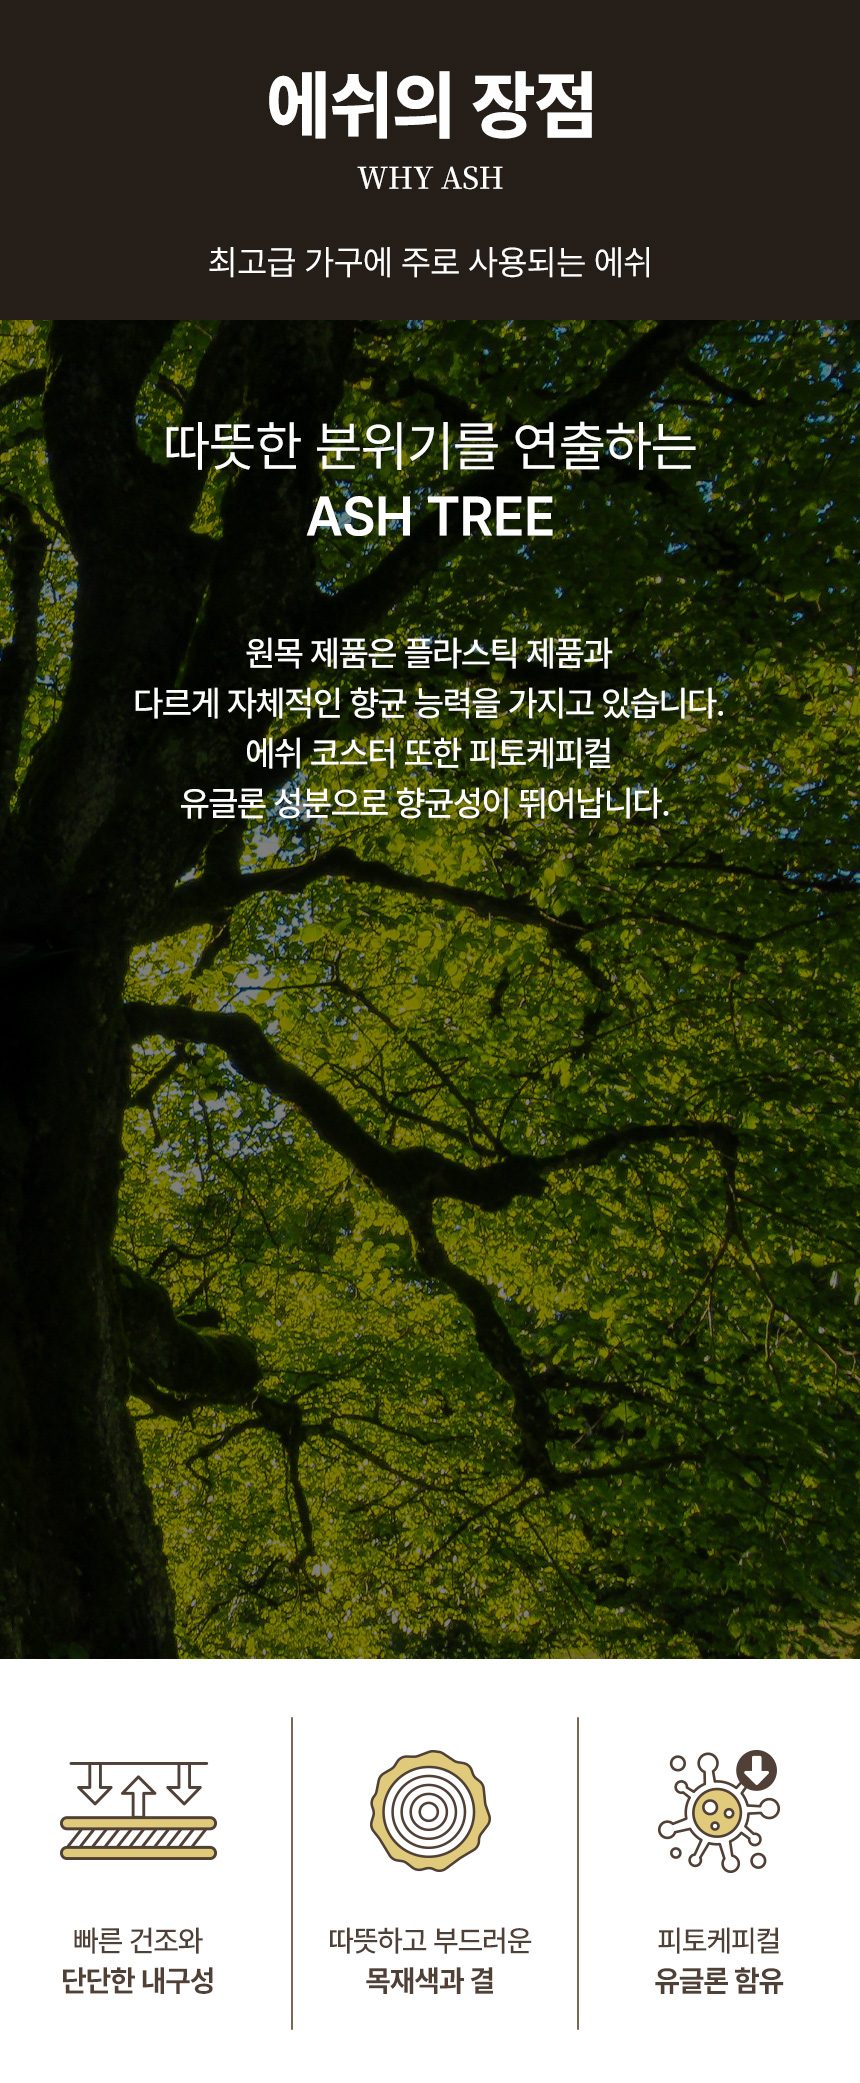 에쉬의 장점
WHY ASH
최고급 가구에 주로 사용되는 에쉬
따뜻한 분위기를 연출하는
ASH TREE
원목 제품은 플라스틱 제품과
다르게 자체적인 향균 능력을 가지고 있습니다.
에쉬 코스터 또한 피토케피컬
유글론 성분으로 향균성이 뛰어납니다.
빠른 건조와
단단한 내구성
따뜻하고 부드러운
목재색과 결
피토케피컬
유글론 함유